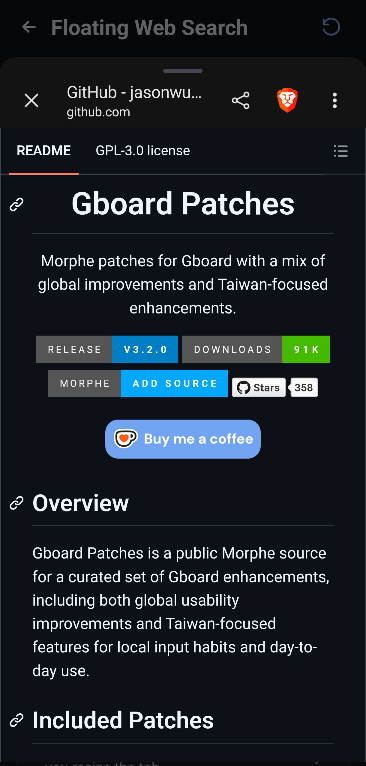 Floating Web Search
GitHub - jasonwu...
github.com
README GPL-3.0 license
Gboard Patches
Morphe patches for Gboard with a mix of
global improvements and Taiwan-focused
enhancements.
RELEASE V3.2.0 DOWNLOADS 91K
MORPHE ADD SOURCE Stars 358
Buy me a coffee
Overview
Gboard Patches is a public Morphe source
for a curated set of Gboard enhancements,
including both global usability
improvements and Taiwan-focused
features for local input habits and day-to-
day use.
Included Patches